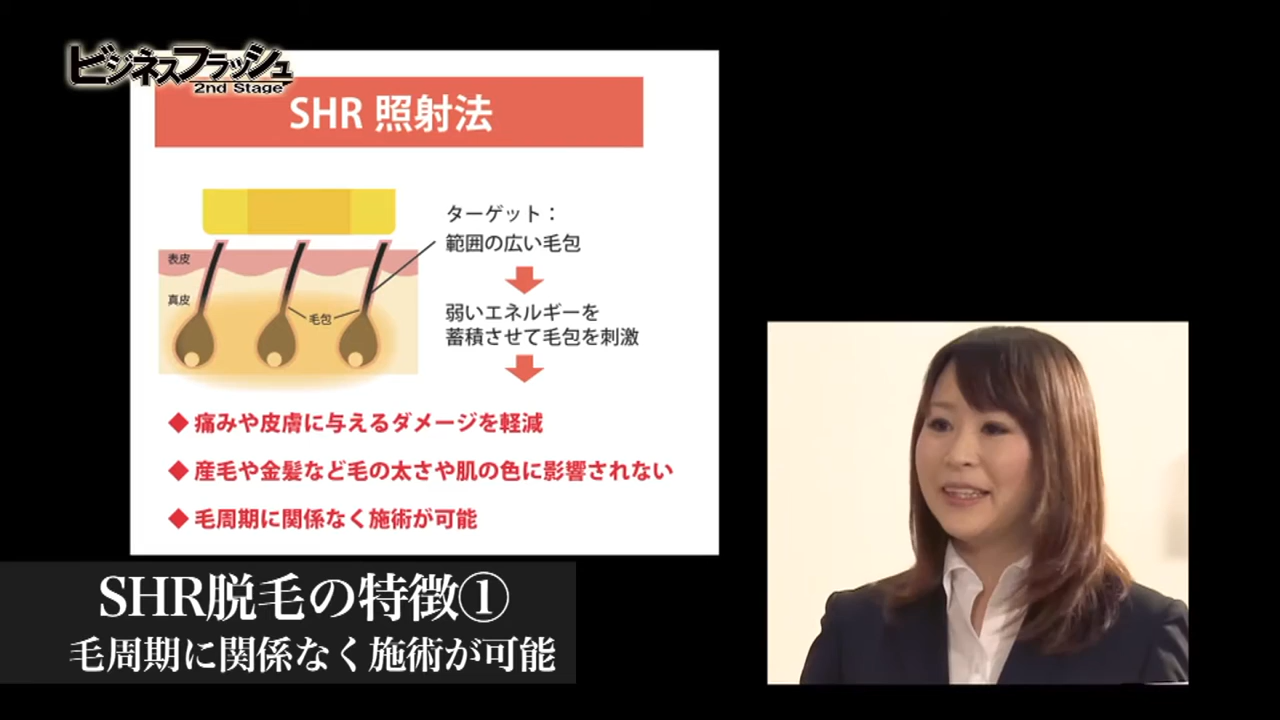 ビジネスフラッシュ
2nd Stage
SHR 照射法
表皮
真皮
毛包
ターゲット：
範囲の広い毛包
弱いエネルギーを
蓄積させて毛包を刺激
◆ 痛みや皮膚に与えるダメージを軽減
◆ 産毛や金髪など毛の太さや肌の色に影響されない
◆ 毛周期に関係なく施術が可能
SHR脱毛の特徴①
毛周期に関係なく施術が可能